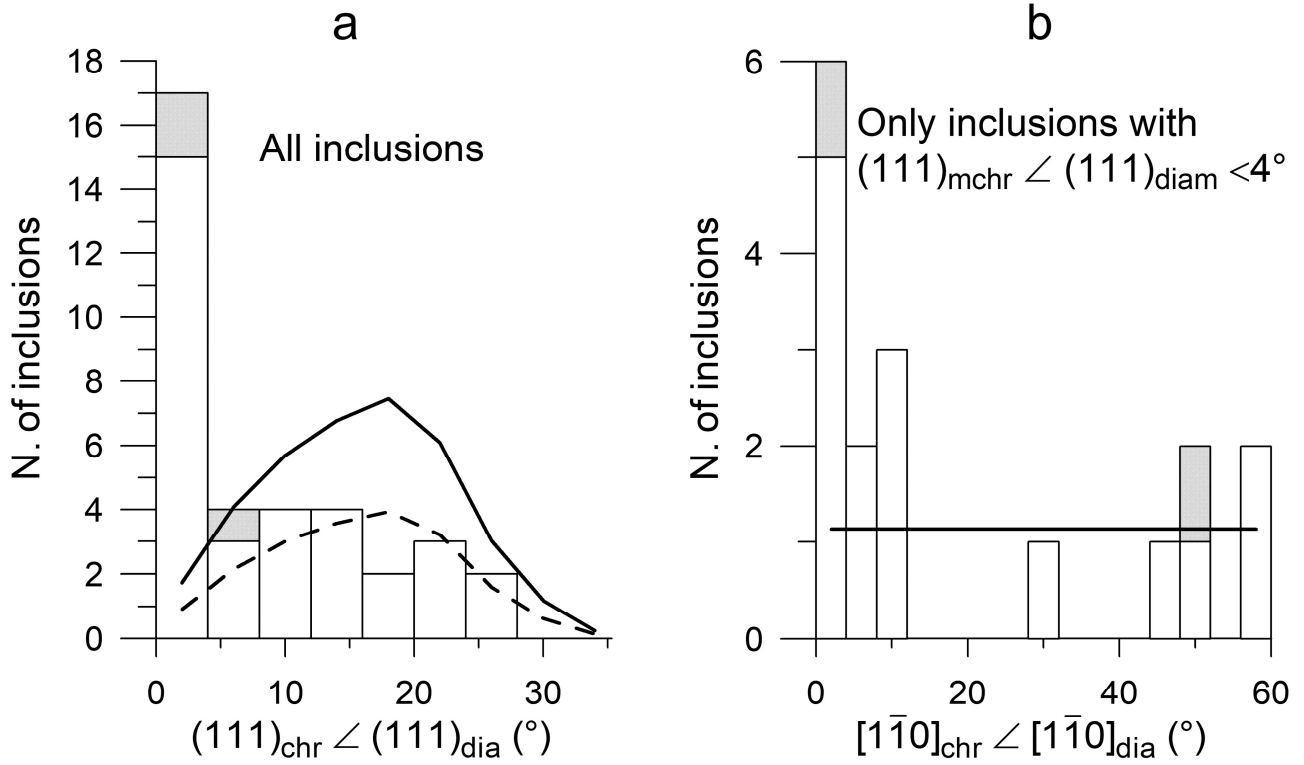 a
18
16
14
12
10
8
6
4
2
0
N. of inclusions
All inclusions
0 10 20 30
(111)chr ∠ (111)dia (°)
b
6
4
2
0
N. of inclusions
Only inclusions with
(111)mchr ∠ (111)diam <4°
0 20 40 60
[11̅0]chr ∠ [11̅0]dia (°)